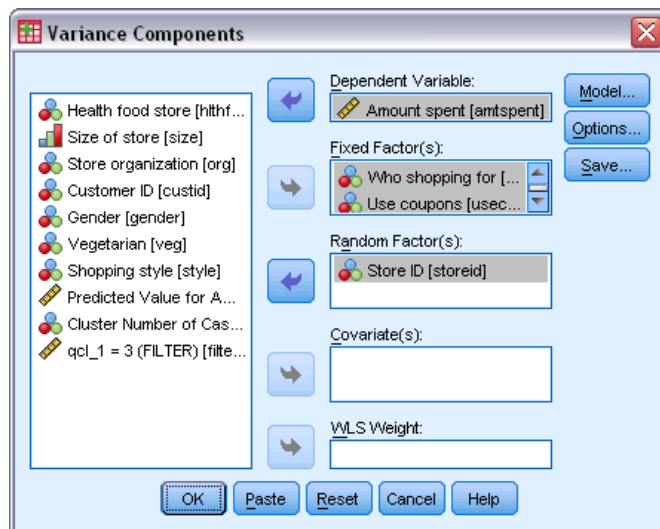 Variance Components
Health food store [hlthf...
Size of store [size]
Store organization [org]
Customer ID [custid]
Gender [gender]
Vegetarian [veg]
Shopping style [style]
Predicted Value for A...
Cluster Number of Cas...
qcl_1 = 3 (FILTER) [filte...
Dependent Variable:
Amount spent [amtspent]
Fixed Factor(s):
Who shopping for [...
Use coupons [usec...
Random Factor(s):
Store ID [storeid]
Covariate(s):
WLS Weight:
Model...
Options...
Save...
OK Paste Reset Cancel Help